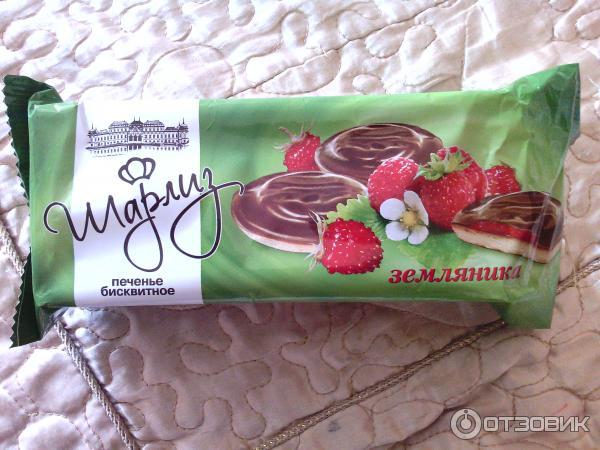 Шарлиз
печенье
бисквитное
земляника
ОТЗОВИК